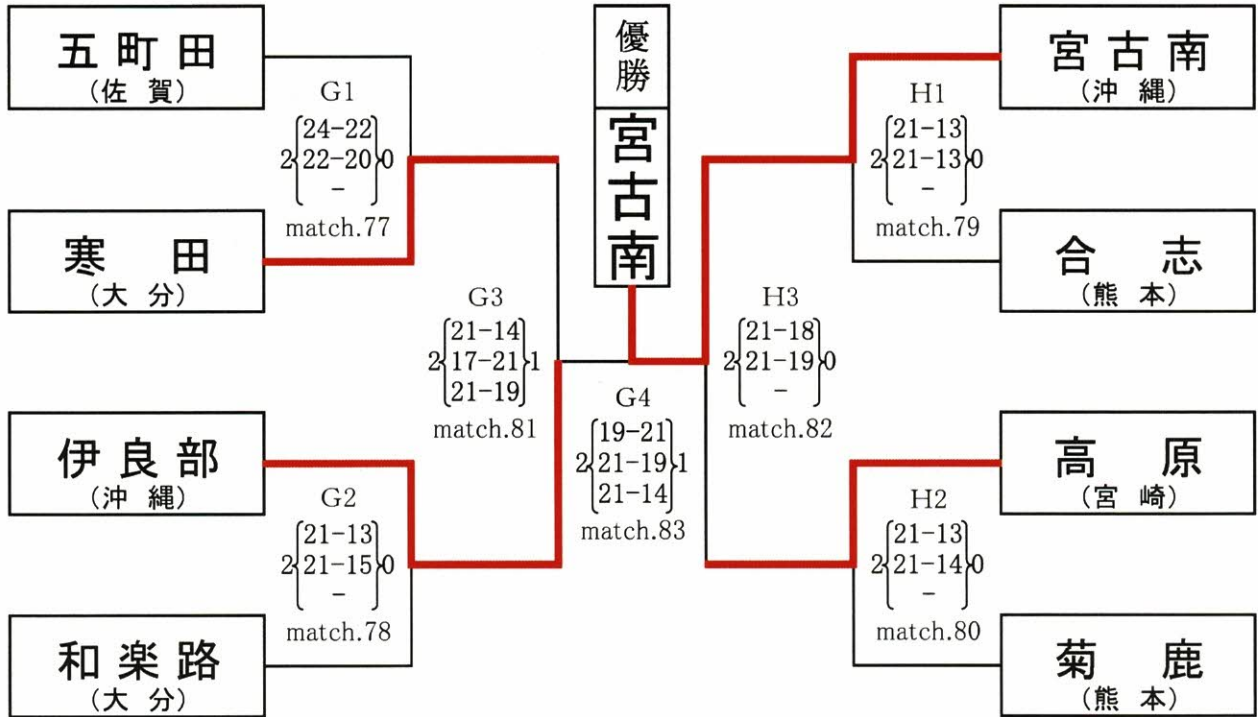 五町田
(佐賀)
G1
2{24-22}0
22-20
-
match.77
寒田
(大分)
G3
2{21-14}1
17-21
21-19
match.81
伊良部
(沖縄)
G2
2{21-13}0
21-15
-
match.78
和楽路
(大分)
優勝
宮古南
G4
2{19-21}1
21-19
21-14
match.83
宮古南
(沖縄)
H1
2{21-13}0
21-13
-
match.79
合志
(熊本)
H3
2{21-18}0
21-19
-
match.82
高原
(宮崎)
H2
2{21-13}0
21-14
-
match.80
菊鹿
(熊本)